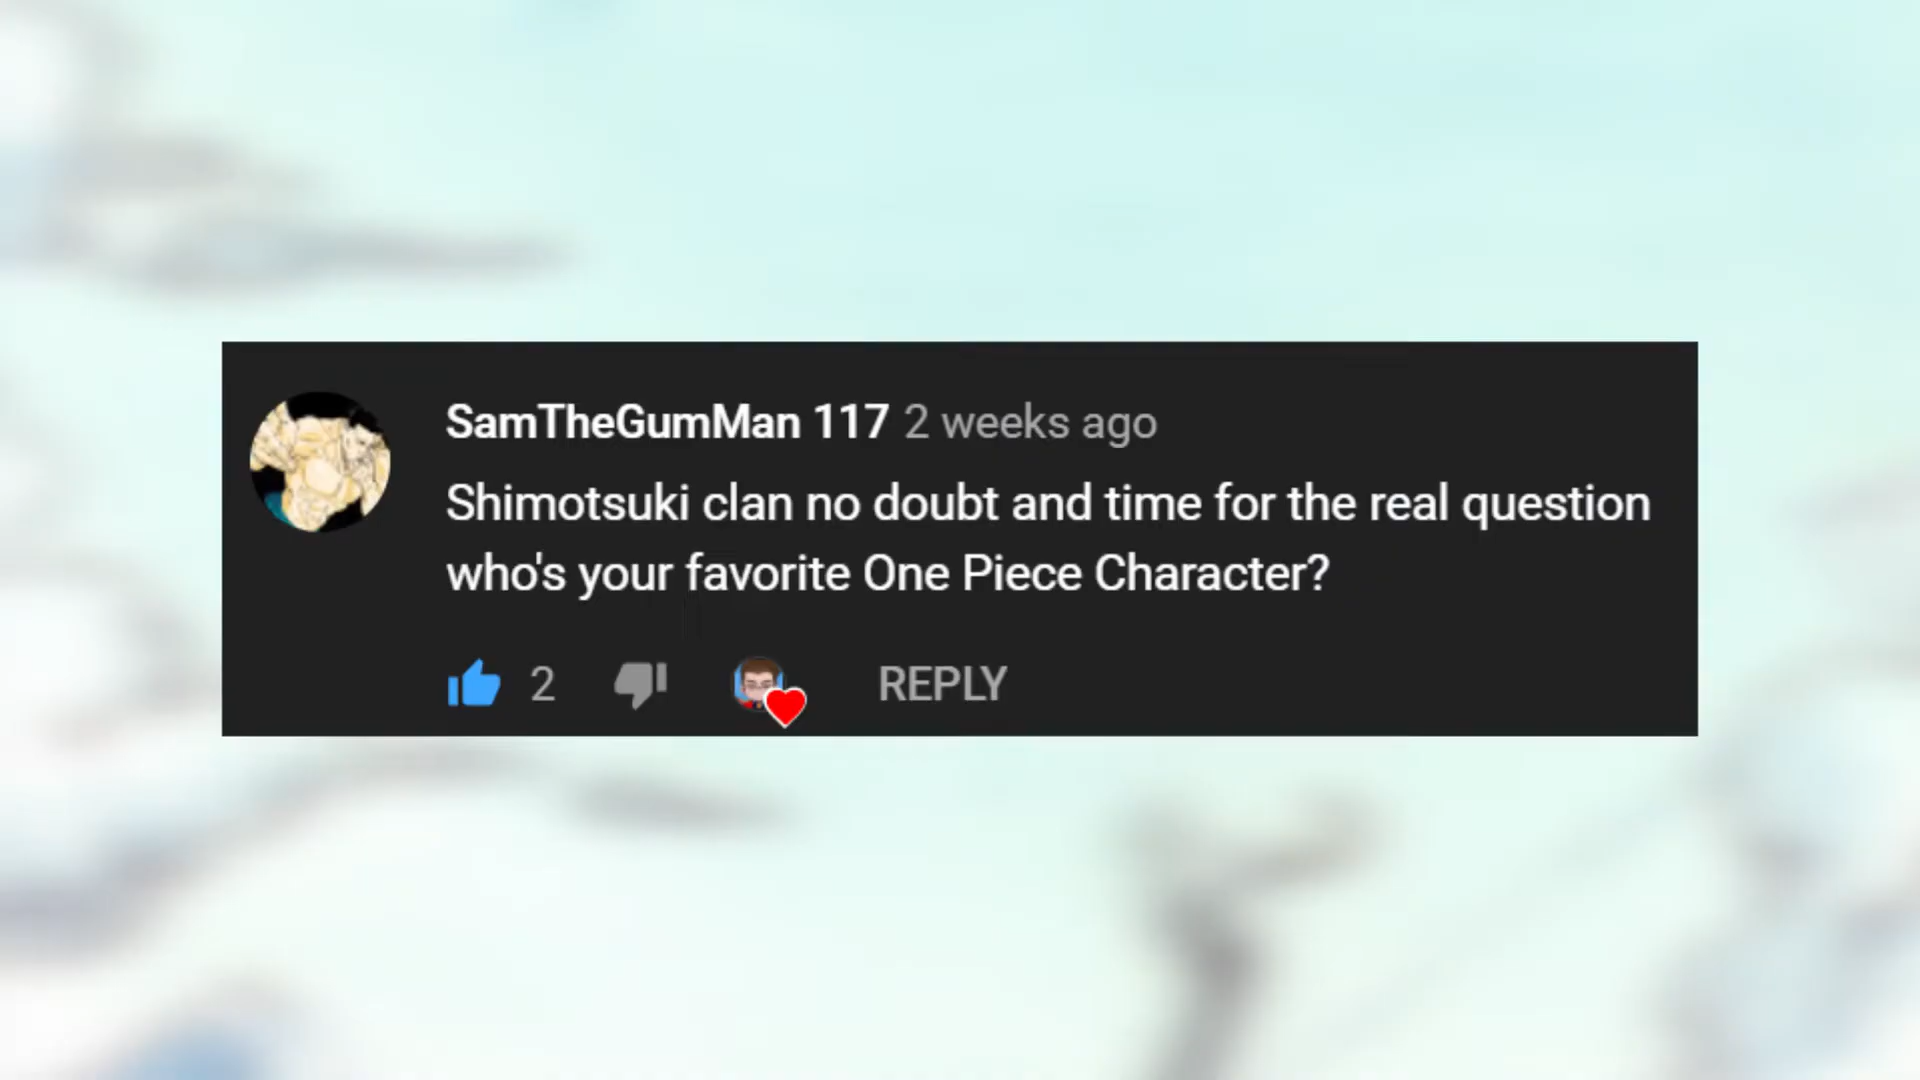 SamTheGumMan 117 2 weeks ago
Shimotsuki clan no doubt and time for the real question
who's your favorite One Piece Character?
2 REPLY